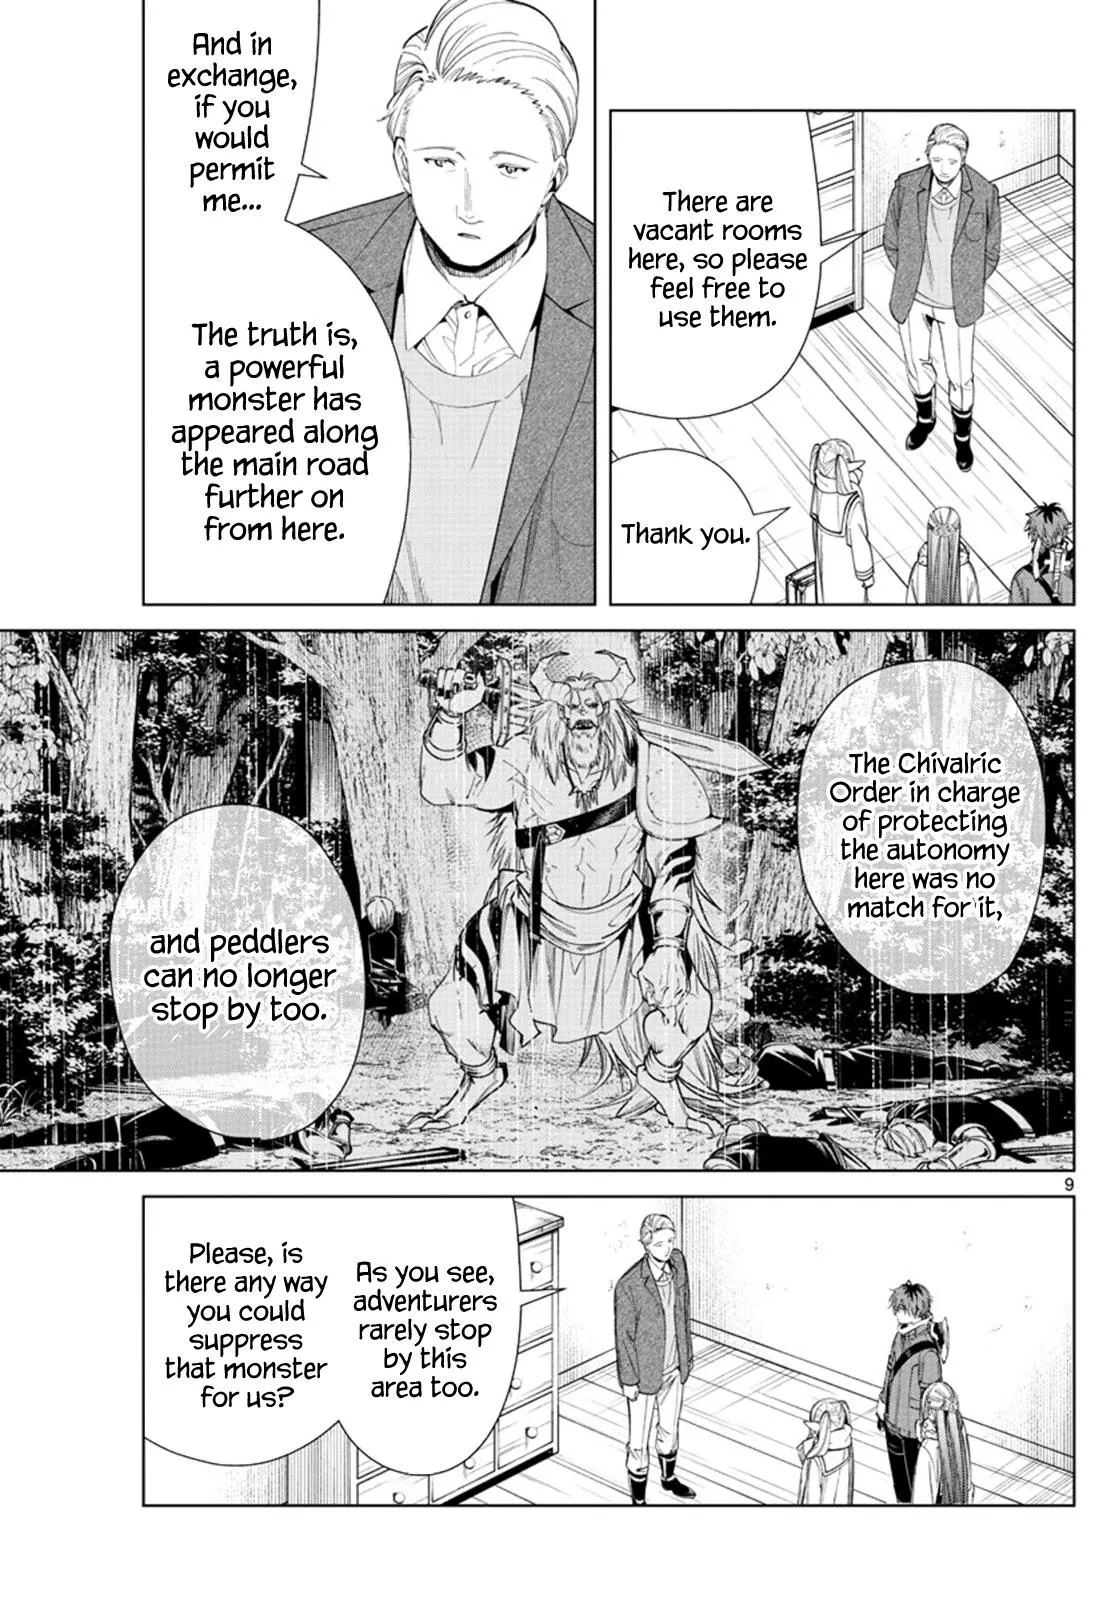 There are
vacant rooms
here, so please
feel free to
use them.
Thank you.
And in
exchange,
if you
would
permit
me...
The truth is,
a powerful
monster has
appeared along
the main road
further on
from here.
The Chivalric
Order in charge
of protecting
the autonomy
here was no
match for it,
and peddlers
can no longer
stop by too.
9
As you see,
adventurers
rarely stop
by this
area too.
Please, is
there any way
you could
suppress
that monster
for us?